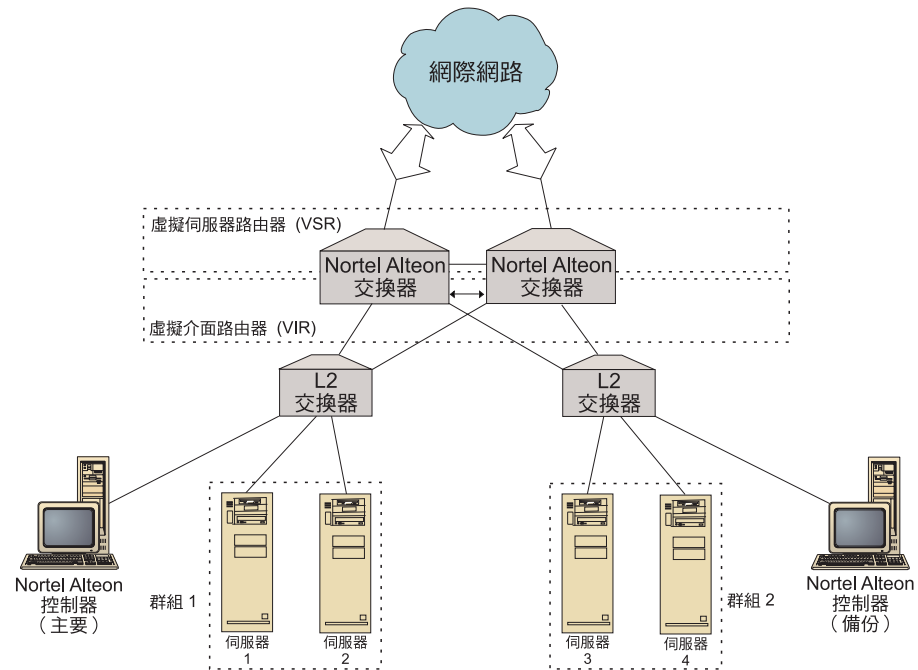 網際網路
虛擬伺服器路由器 (VSR)
Nortel Alteon
交換器
Nortel Alteon
交換器
虛擬介面路由器 (VIR)
L2
交換器
L2
交換器
Nortel Alteon
控制器
（主要）
群組 1
伺服器
1
伺服器
2
伺服器
3
伺服器
4
群組 2
Nortel Alteon
控制器
（備份）